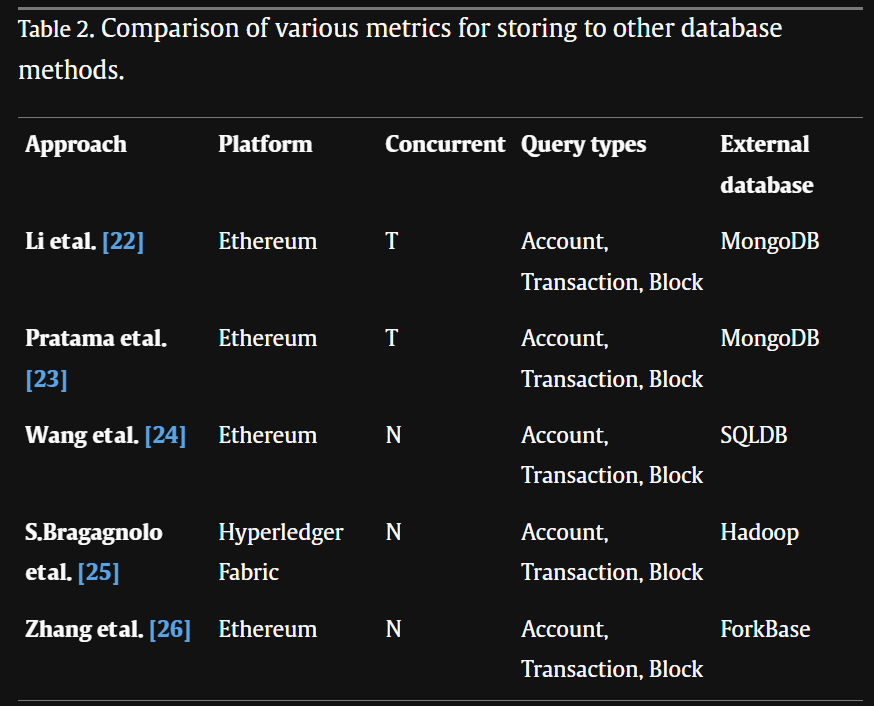 Table 2. Comparison of various metrics for storing to other database
methods.
Approach Platform Concurrent Query types External
database
Li etal. [22] Ethereum T Account, MongoDB
Transaction, Block
Pratama etal. Ethereum T Account, MongoDB
[23] Transaction, Block
Wang etal. [24] Ethereum N Account, SQLDB
Transaction, Block
S.Bragagnolo Hyperledger N Account, Hadoop
etal. [25] Fabric Transaction, Block
Zhang etal. [26] Ethereum N Account, ForkBase
Transaction, Block